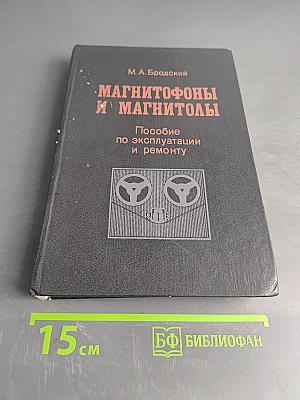 М.А.Бродский
МАГНИТОФОНЫ
И МАГНИТОЛЫ
Пособие
по эксплуатации
и ремонту
15 см
БФ БИБЛИОФАН